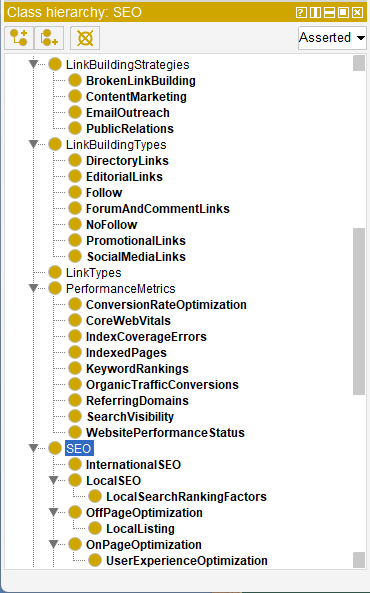 Class hierarchy: SEO
Asserted
LinkBuildingStrategies
BrokenLinkBuilding
ContentMarketing
EmailOutreach
PublicRelations
LinkBuildingTypes
DirectoryLinks
EditorialLinks
Follow
ForumAndCommentLinks
NoFollow
PromotionalLinks
SocialMediaLinks
LinkTypes
PerformanceMetrics
ConversionRateOptimization
CoreWebVitals
IndexCoverageErrors
IndexedPages
KeywordRankings
OrganicTrafficConversions
ReferringDomains
SearchVisibility
WebsitePerformanceStatus
SEO
InternationalSEO
LocalSEO
LocalSearchRankingFactors
OffPageOptimization
LocalListing
OnPageOptimization
UserExperienceOptimization